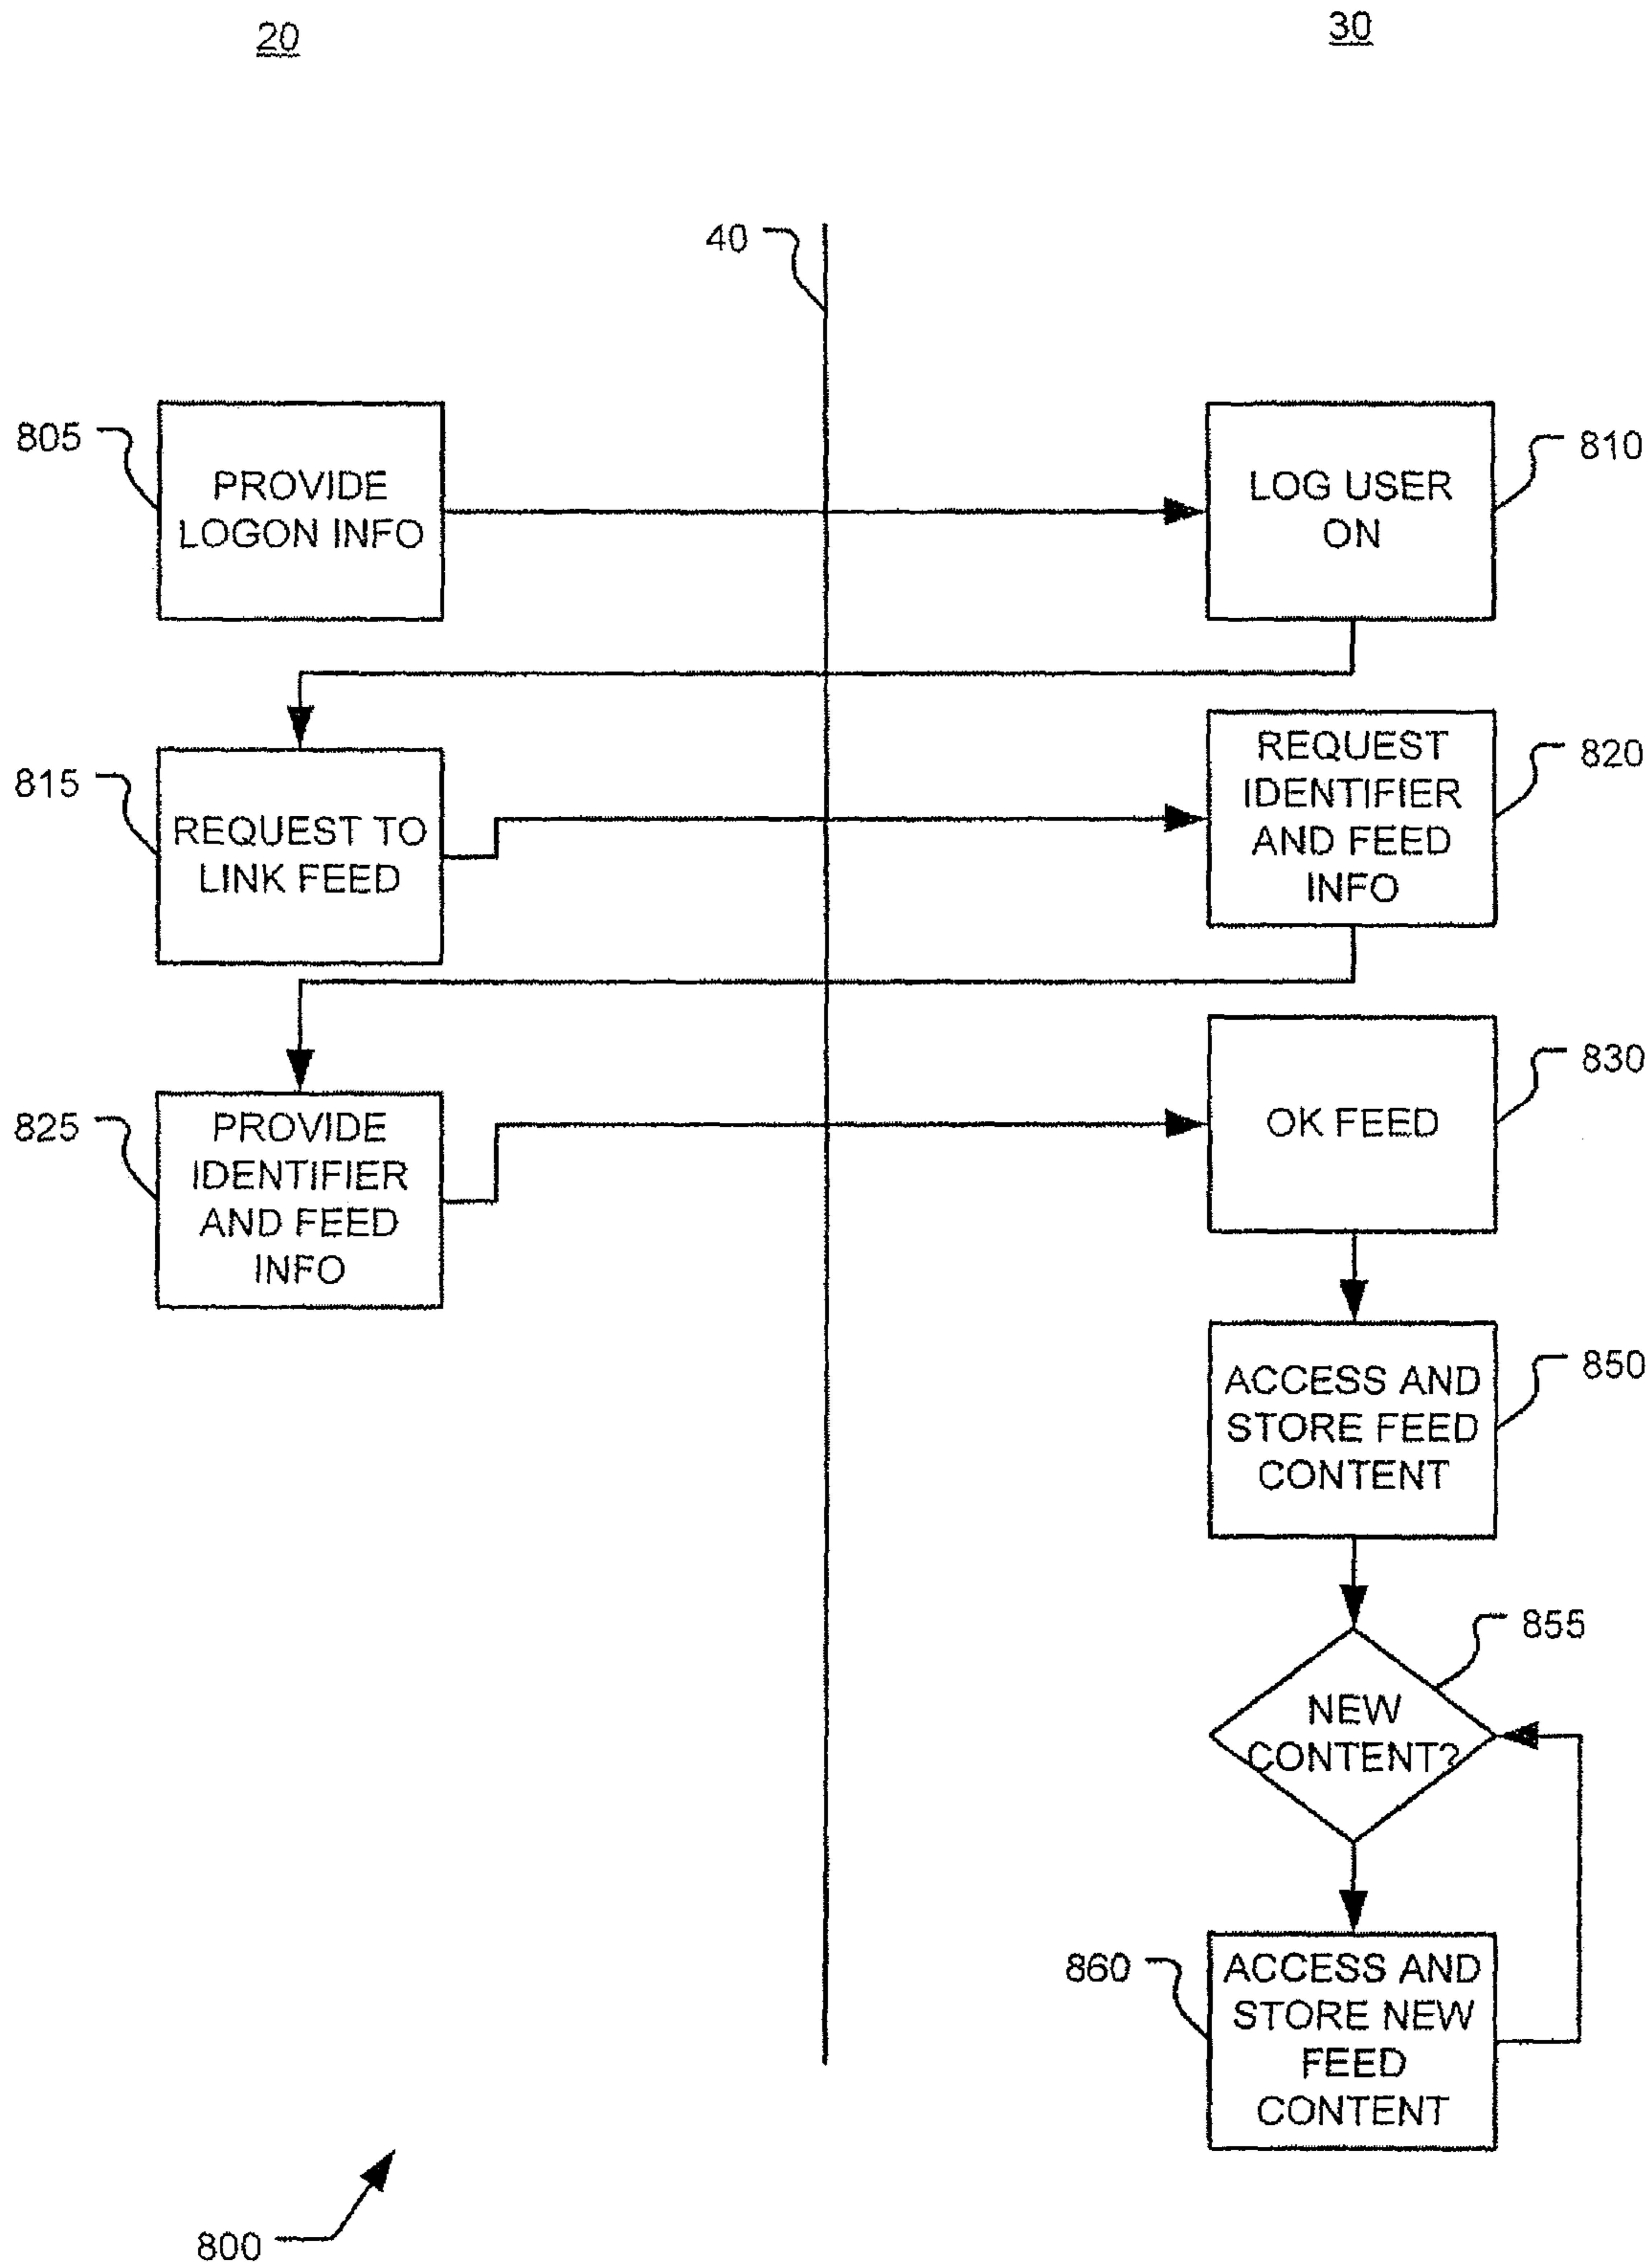 20
30
40
805
PROVIDE
LOGON INFO
LOG USER
ON
810
815
REQUEST TO
LINK FEED
REQUEST
IDENTIFIER
AND FEED
INFO
820
825
PROVIDE
IDENTIFIER
AND FEED
INFO
OK FEED
830
ACCESS AND
STORE FEED
CONTENT
850
NEW
CONTENT?
855
860
ACCESS AND
STORE NEW
FEED
CONTENT
800